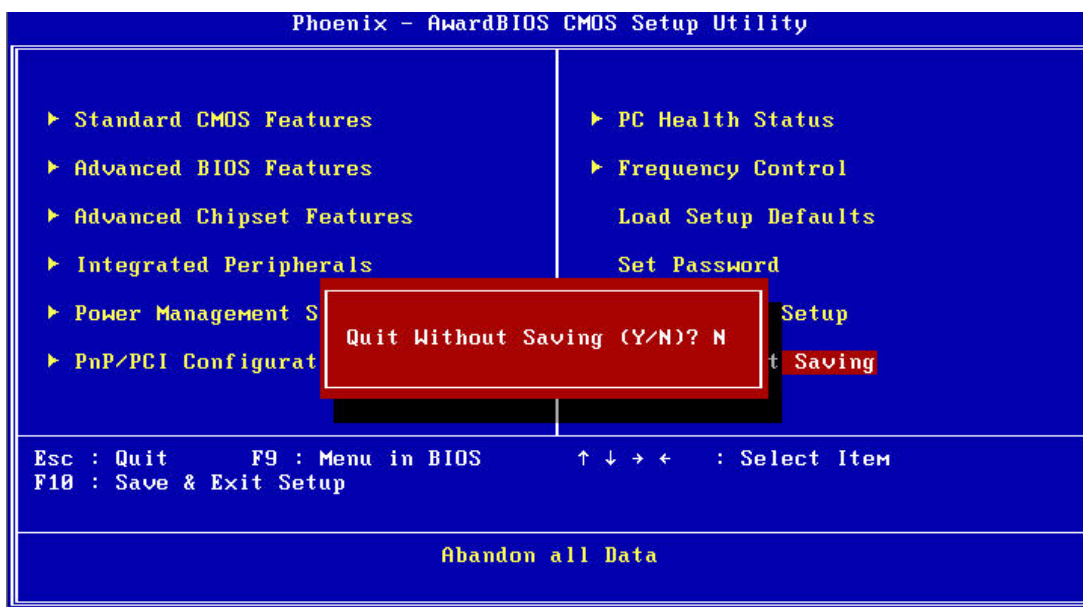 Phoenix - AwardBIOS CMOS Setup Utility
▶ Standard CMOS Features
▶ Advanced BIOS Features
▶ Advanced Chipset Features
▶ Integrated Peripherals
▶ Power Management S
▶ PnP/PCI Configurat
▶ PC Health Status
▶ Frequency Control
Load Setup Defaults
Set Password
Setup
t Saving
Quit Without Saving (Y/N)? N
Esc : Quit F9 : Menu in BIOS ↑ ↓ → ← : Select Item
F10 : Save & Exit Setup
Abandon all Data